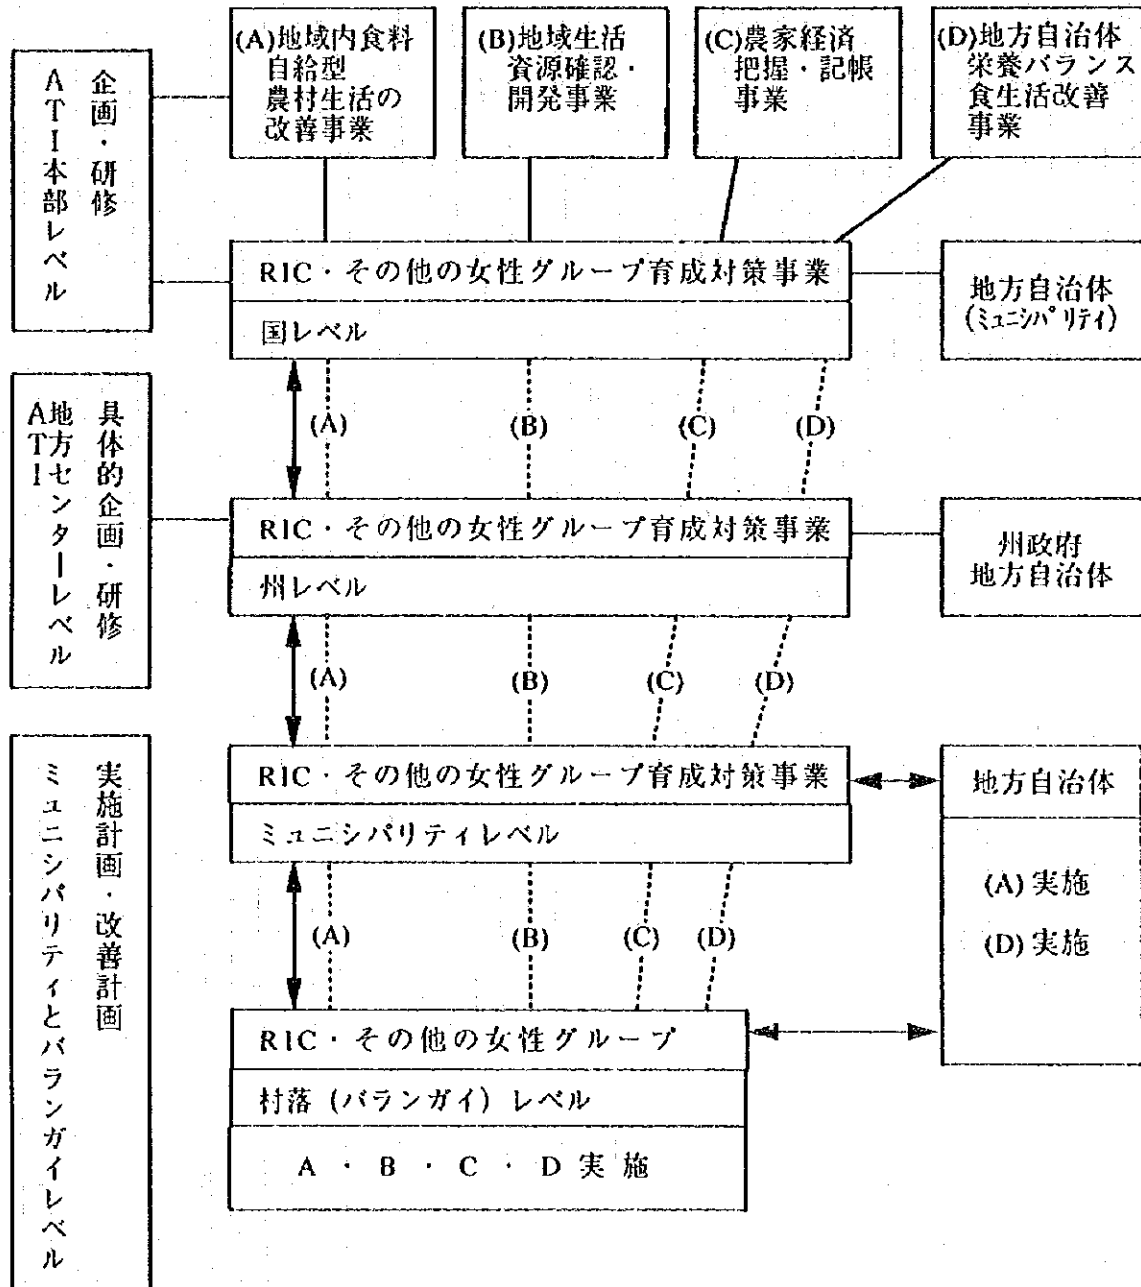 企画・研修
ATI本部レベル
(A)地域内食料
自給型
農村生活の
改善事業
(B)地域生活
資源確認・
開発事業
(C)農家経済
把握・記帳
事業
(D)地方自治体
栄養バランス
食生活改善
事業
RIC・その他の女性グループ育成対策事業
国レベル
地方自治体
(ミュニシパリティ)
(A)
(B)
(C)
(D)
具体的企画・研修
地方センターレベル
ATI
RIC・その他の女性グループ育成対策事業
州レベル
州政府
地方自治体
(A)
(B)
(C)
(D)
実施計画・改善計画
ミュニシパリティとバランガイレベル
RIC・その他の女性グループ育成対策事業
ミュニシパリティレベル
地方自治体
(A) 実施
(D) 実施
(A)
(B)
(C)
(D)
RIC・その他の女性グループ
村落 (バランガイ) レベル
A ・ B ・ C ・ D 実施